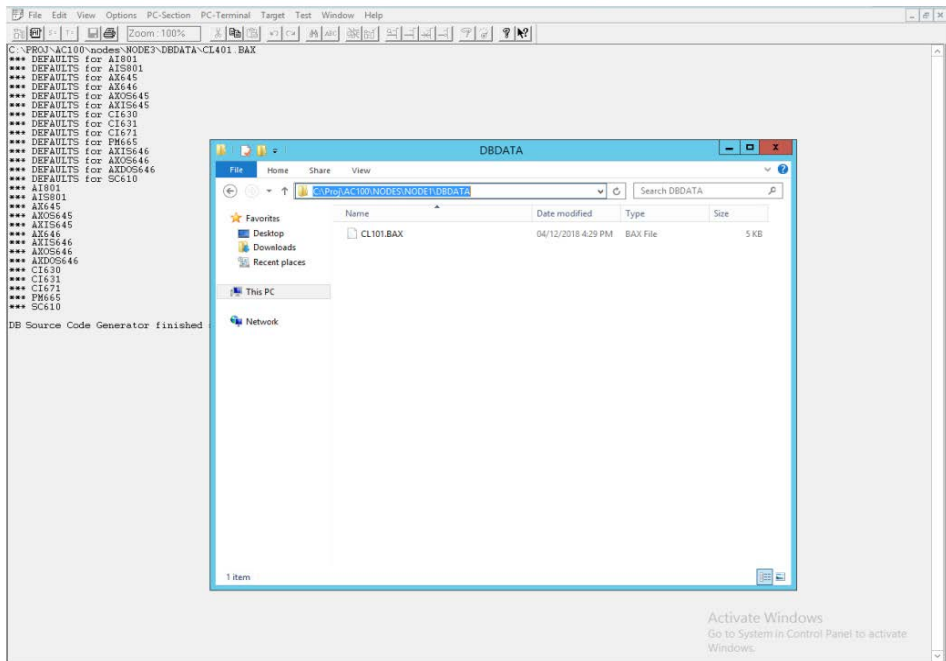 File Edit View Options PC-Section PC-Terminal Target Test Window Help
Zoom: 100%
C:\PROJ\AC100\nodes\NODE3\DBDATA\CL401.BAX
*** DEFAULTS for AI801
*** DEFAULTS for AIS801
*** DEFAULTS for AX645
*** DEFAULTS for AX646
*** DEFAULTS for AXOS645
*** DEFAULTS for AXIS645
*** DEFAULTS for CI630
*** DEFAULTS for CI631
*** DEFAULTS for CI671
*** DEFAULTS for PM665
*** DEFAULTS for AXIS646
*** DEFAULTS for AXOS646
*** DEFAULTS for AXDOS646
*** DEFAULTS for SC610
*** AI801
*** AIS801
*** AX645
*** AXOS645
*** AXIS645
*** AX646
*** AXIS646
*** AXOS646
*** AXDOS646
*** CI630
*** CI631
*** CI671
*** PM665
*** SC610
DB Source Code Generator finished
DBDATA
File Home Share View
C:\Proj\AC100\NODES\NODE1\DBDATA
Search DBDATA
Favorites
Desktop
Downloads
Recent places
This PC
Network
Name Date modified Type Size
CL101.BAX 04/12/2018 4:29 PM BAX File 5 KB
1 item
Activate Windows
Go to System in Control Panel to activate
Windows.